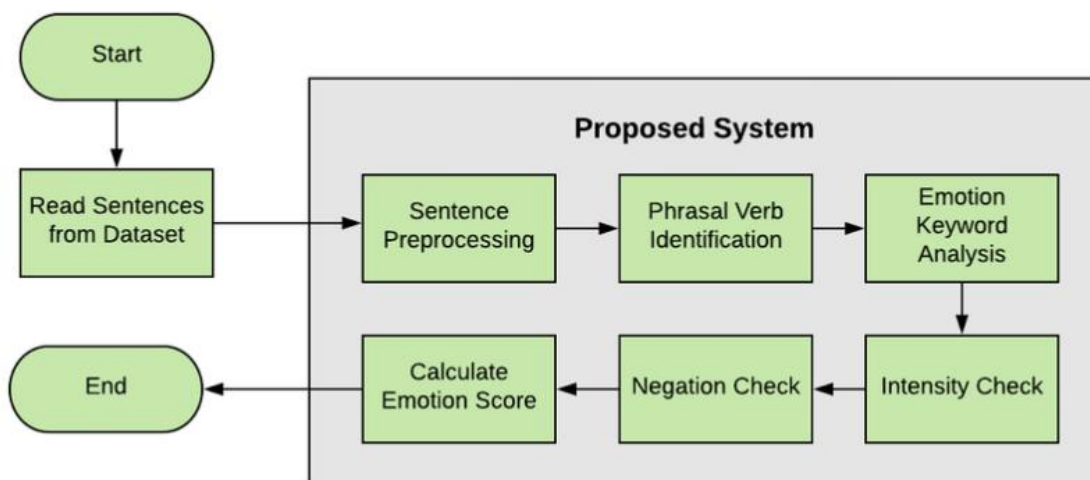 Start
Proposed System
Read Sentences
from Dataset
Sentence
Preprocessing
Phrasal Verb
Identification
Emotion
Keyword
Analysis
Intensity Check
Negation Check
Calculate
Emotion Score
End